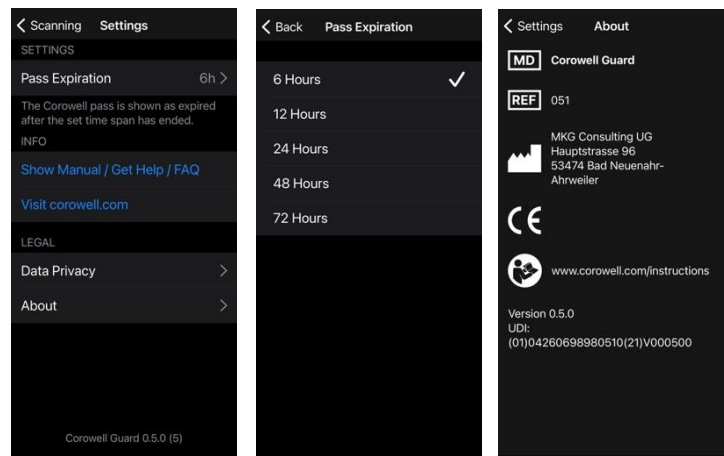 Scanning Settings
SETTINGS
Pass Expiration 6h
The Corowell pass is shown as expired
after the set time span has ended.
INFO
Show Manual / Get Help / FAQ
Visit corowell.com
LEGAL
Data Privacy
About
Corowell Guard 0.5.0 (5)
Back Pass Expiration
6 Hours
12 Hours
24 Hours
48 Hours
72 Hours
Settings About
MD Corowell Guard
REF 051
MKG Consulting UG
Hauptstrasse 96
53474 Bad Neuenahr-
Ahrweiler
CE
www.corowell.com/instructions
Version 0.5.0
UDI:
(01)04260698980510(21)V000500